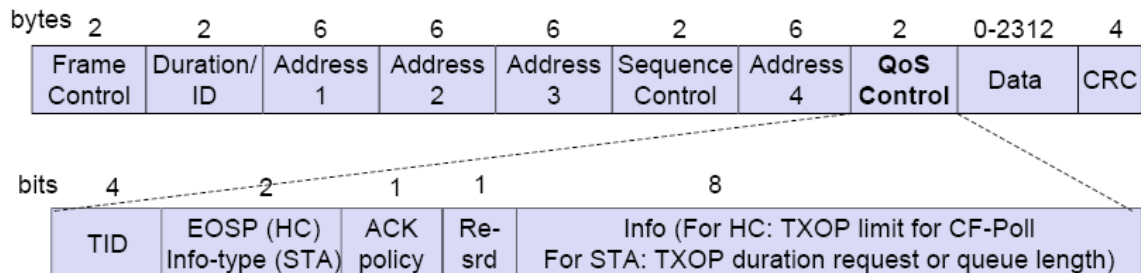 bytes 2 2 6 6 6 2 6 2 0-2312 4
Frame Duration/ Address Address Address Sequence Address QoS Data CRC
Control ID 1 2 3 Control 4 Control
bits 4 2 1 1 8
TID EOSP (HC) ACK Re- Info (For HC: TXOP limit for CF-Poll
Info-type (STA) policy srd For STA: TXOP duration request or queue length)